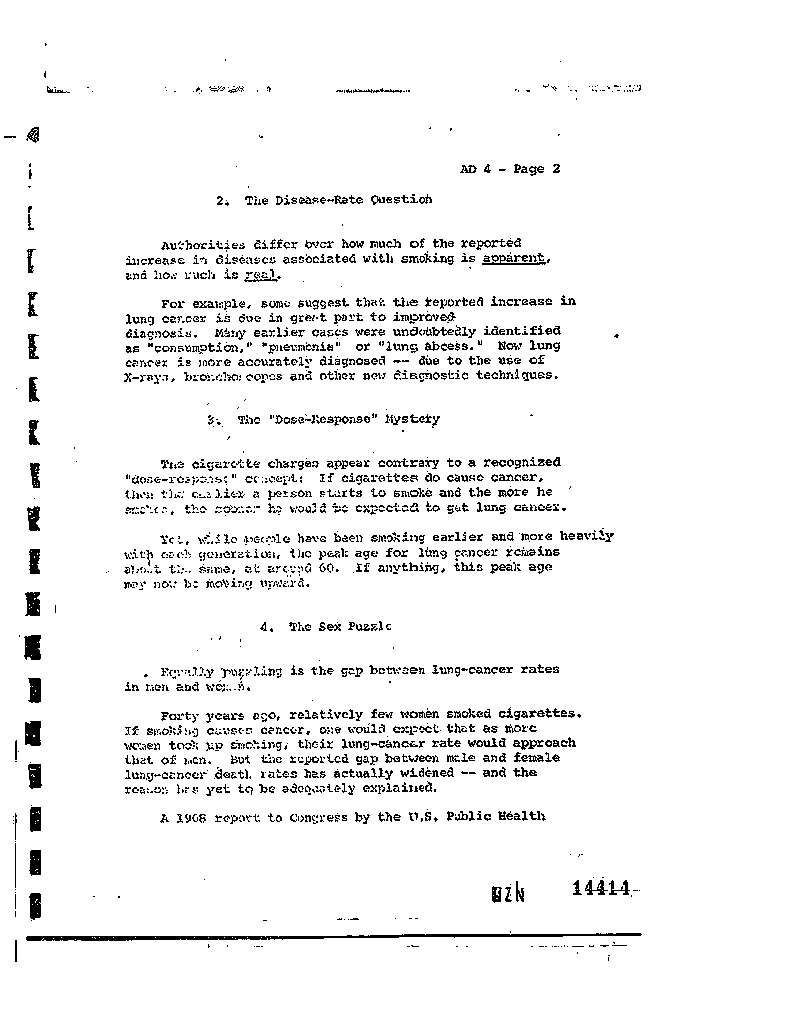 AD 4 - Page 2
2. The Disease-Rate Question
Authorities differ over how much of the reported
increase in diseases associated with smoking is apparent,
and how much is real.
For example, some suggest that the reported increase in
lung cancer is due in great part to improved
diagnosis. Many earlier cases were undoubtedly identified
as "consumption," "pneumonia" or "lung abcess." Now lung
cancer is more accurately diagnosed -- due to the use of
X-rays, bronchoscopes and other new diagnostic techniques.
3. The "Dose-Response" Mystery
The cigarette charges appear contrary to a recognized
"dose-response" concept: If cigarettes do cause cancer,
then the earlier a person starts to smoke and the more he
smokes, the sooner he would be expected to get lung cancer.
Yet, while people have been smoking earlier and more heavily
with each generation, the peak age for lung cancer remains
about the same, at around 60. If anything, this peak age
may now be moving upward.
4. The Sex Puzzle
Equally puzzling is the gap between lung-cancer rates
in men and women.
Forty years ago, relatively few women smoked cigarettes.
If smoking causes cancer, one would expect that as more
women took up smoking, their lung-cancer rate would approach
that of men. But the reported gap between male and female
lung-cancer death rates has actually widened -- and the
reason has yet to be adequately explained.
A 1968 report to Congress by the U.S. Public Health
14414